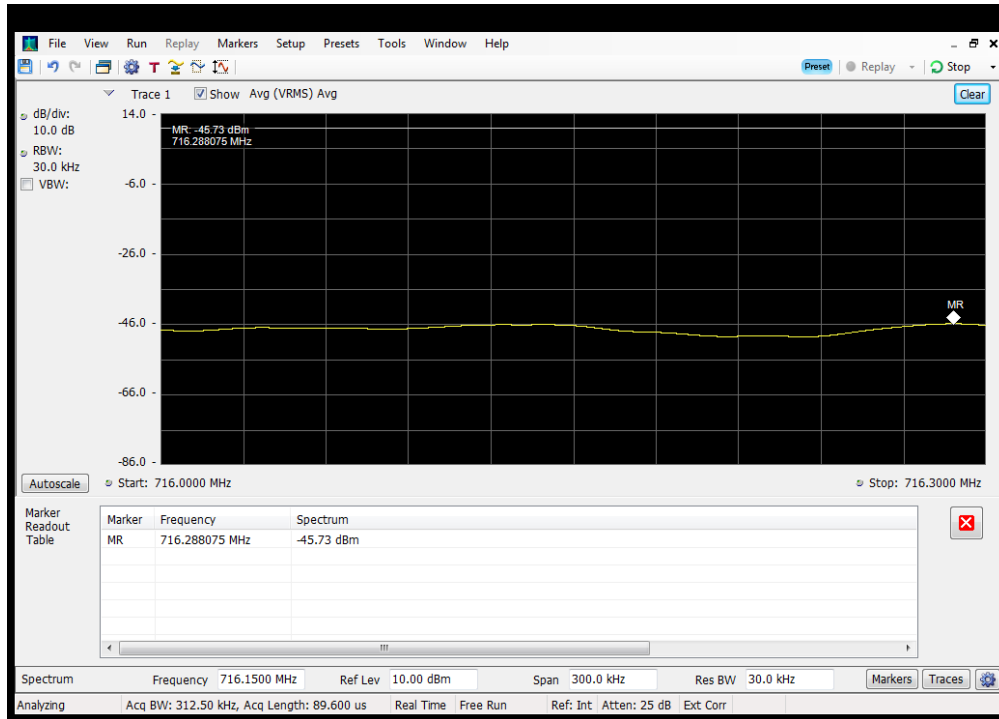 File View Run Replay Markers Setup Presets Tools Window Help
Preset Replay Stop
Trace 1 Show Avg (VRMS) Avg Clear
dB/div:
10.0 dB
RBW:
30.0 kHz
VBW:
14.0
-6.0
-26.0
-46.0
-66.0
-86.0
MR: -45.73 dBm
716.288075 MHz
MR
Autoscale Start: 716.0000 MHz Stop: 716.3000 MHz
Marker
Readout
Table
Marker Frequency Spectrum
MR 716.288075 MHz -45.73 dBm
Spectrum Frequency 716.1500 MHz Ref Lev 10.00 dBm Span 300.0 kHz Res BW 30.0 kHz Markers Traces
Analyzing Acq BW: 312.50 kHz, Acq Length: 89.600 us Real Time Free Run Ref: Int Atten: 25 dB Ext Corr